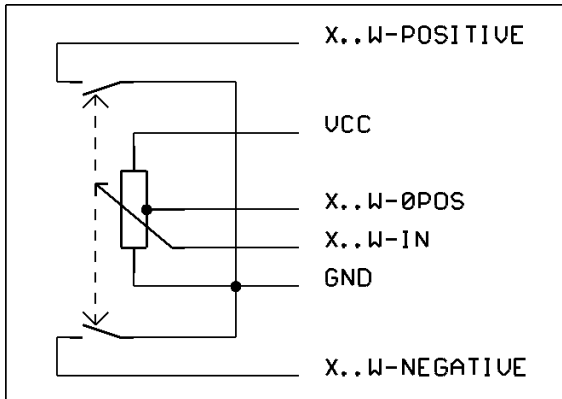 X..W-POSITIVE
VCC
X..W-0POS
X..W-IN
GND
X..W-NEGATIVE